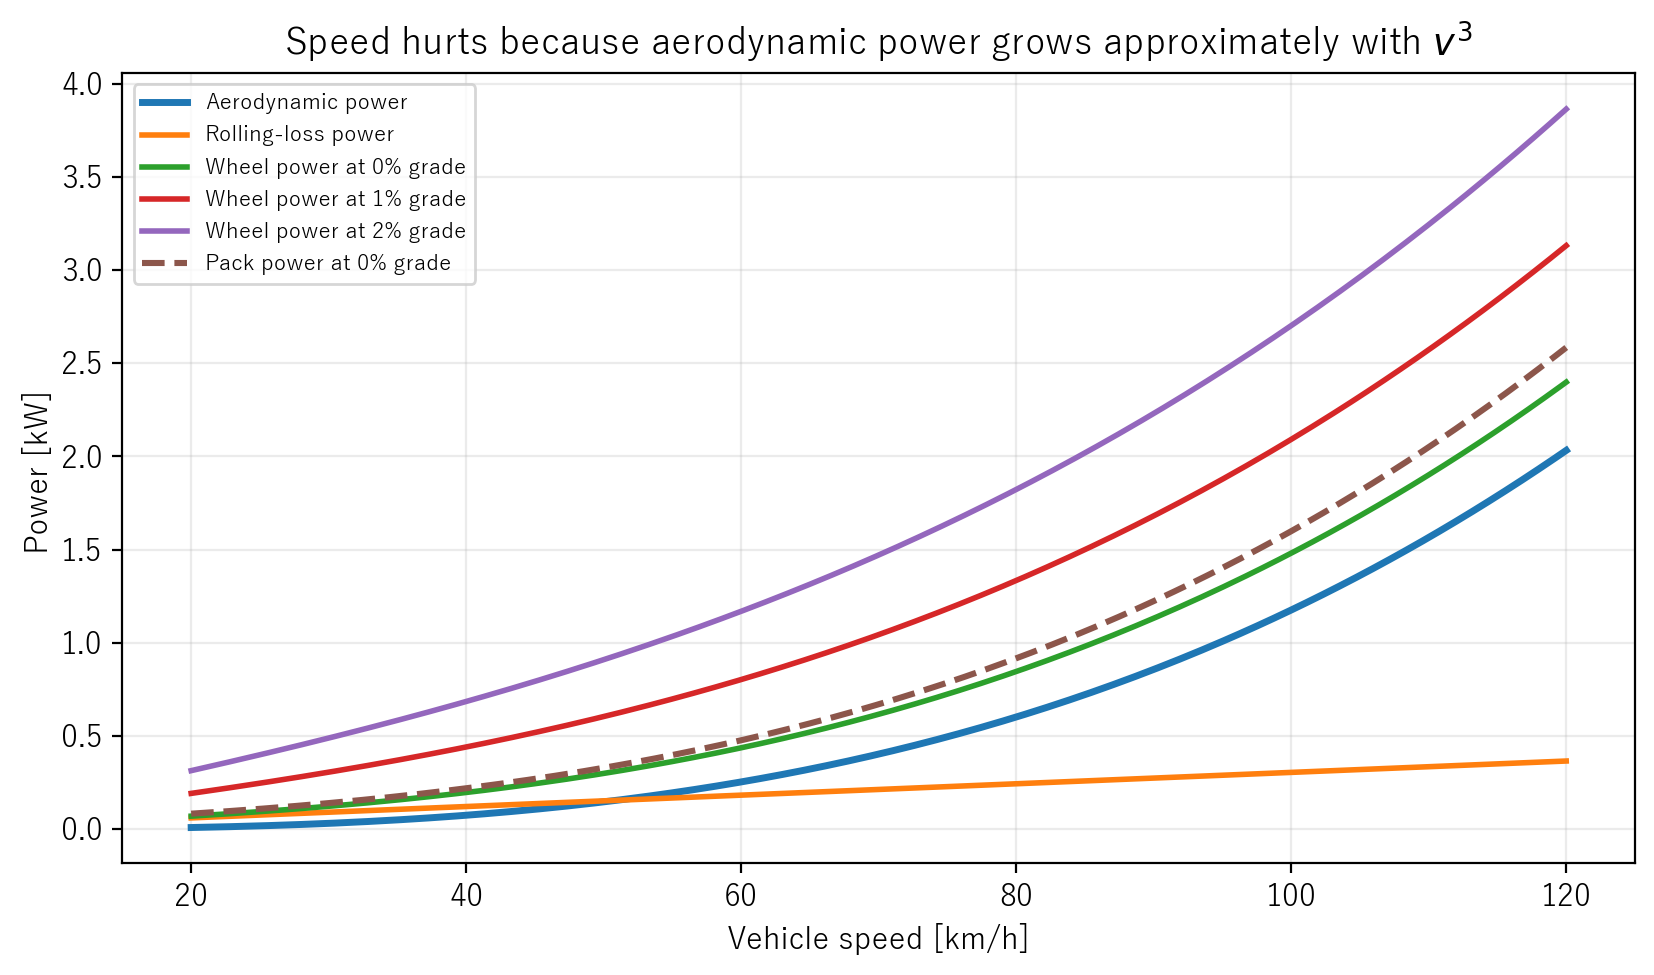 Speed hurts because aerodynamic power grows approximately with v³
4.0
3.5
3.0
2.5
2.0
1.5
1.0
0.5
0.0
Power [kW]
Aerodynamic power
Rolling-loss power
Wheel power at 0% grade
Wheel power at 1% grade
Wheel power at 2% grade
Pack power at 0% grade
20 40 60 80 100 120
Vehicle speed [km/h]